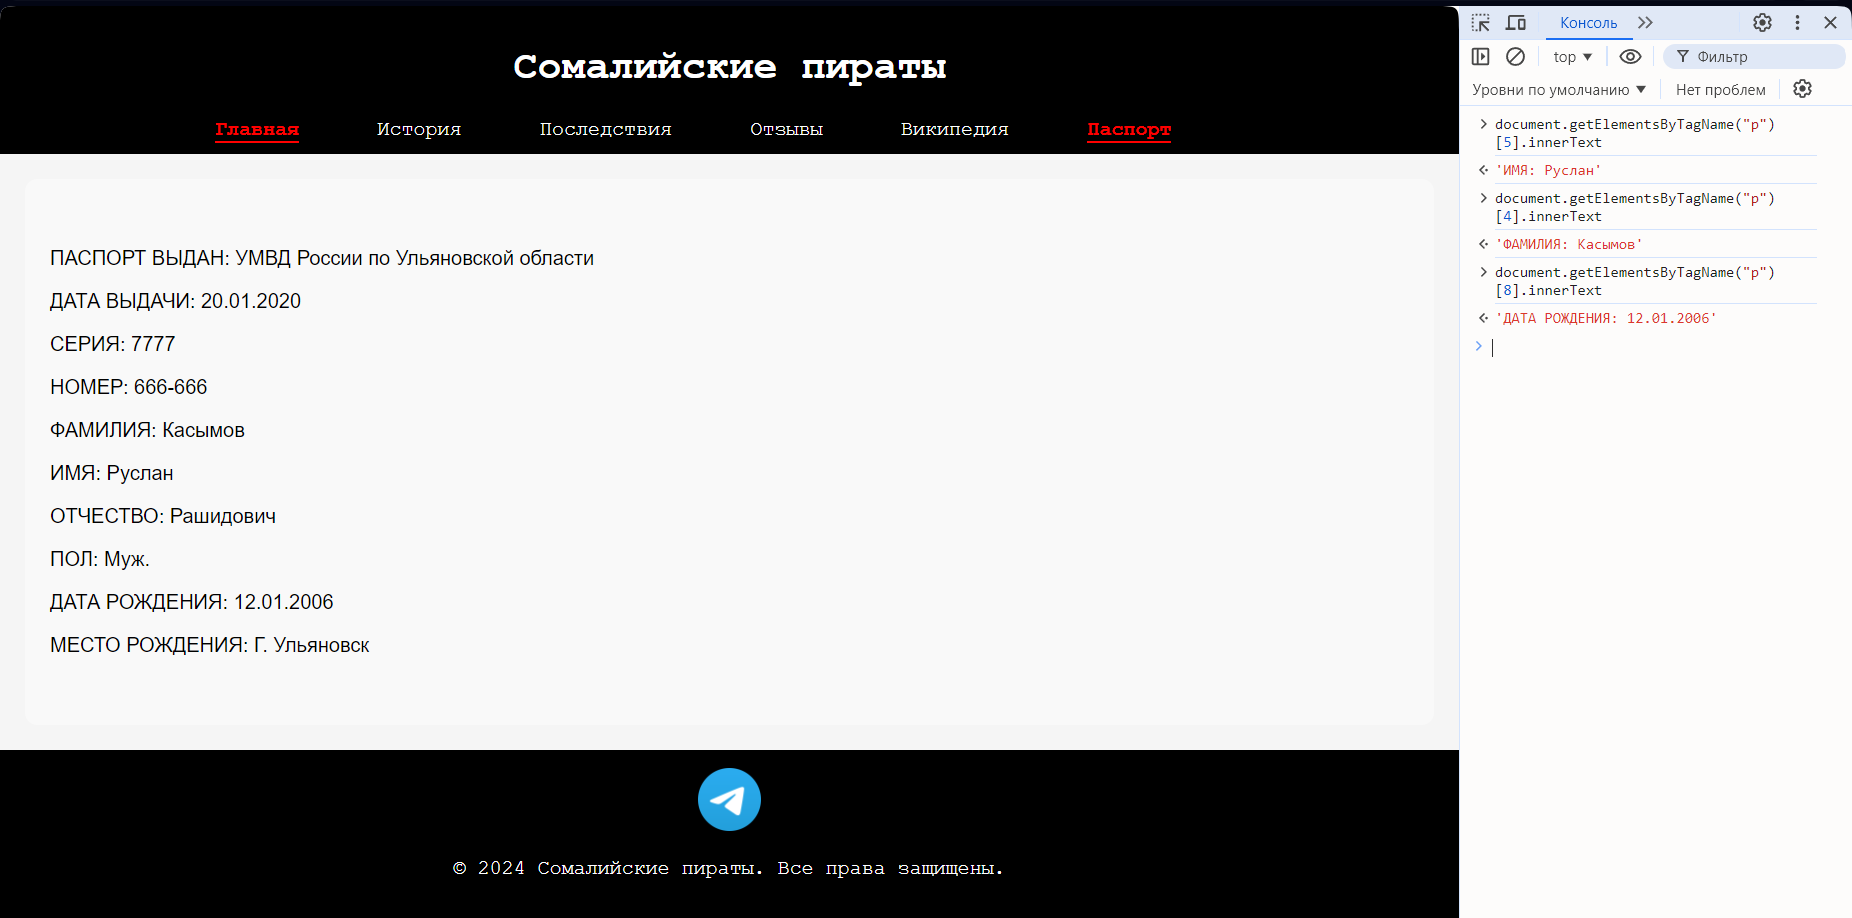 Сомалийские пираты
Главная История Последствия Отзывы Википедия Паспорт
ПАСПОРТ ВЫДАН: УМВД России по Ульяновской области
ДАТА ВЫДАЧИ: 20.01.2020
СЕРИЯ: 7777
НОМЕР: 666-666
ФАМИЛИЯ: Касымов
ИМЯ: Руслан
ОТЧЕСТВО: Рашидович
ПОЛ: Муж.
ДАТА РОЖДЕНИЯ: 12.01.2006
МЕСТО РОЖДЕНИЯ: Г. Ульяновск
© 2024 Сомалийские пираты. Все права защищены.
Консоль
top Фильтр
Уровни по умолчанию Нет проблем
document.getElementsByTagName("p")
[5].innerText
'ИМЯ: Руслан'
document.getElementsByTagName("p")
[4].innerText
'ФАМИЛИЯ: Касымов'
document.getElementsByTagName("p")
[8].innerText
'ДАТА РОЖДЕНИЯ: 12.01.2006'